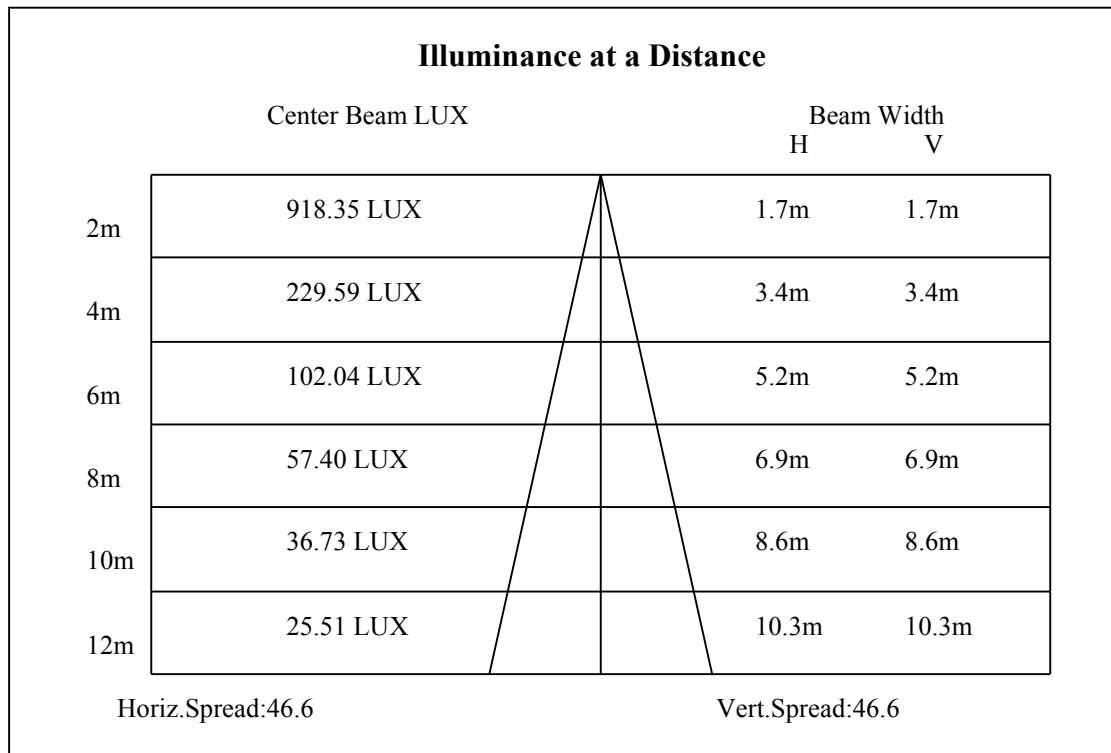 Illuminance at a Distance
Center Beam LUX Beam Width
H V
2m 918.35 LUX 1.7m 1.7m
4m 229.59 LUX 3.4m 3.4m
6m 102.04 LUX 5.2m 5.2m
8m 57.40 LUX 6.9m 6.9m
10m 36.73 LUX 8.6m 8.6m
12m 25.51 LUX 10.3m 10.3m
Horiz.Spread:46.6 Vert.Spread:46.6